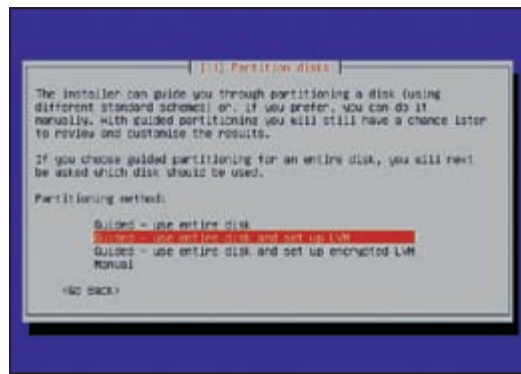 [!!] Partition disks
The installer can guide you through partitioning a disk (using
different standard schemes) or, if you prefer, you can do it
manually. With guided partitioning you will still have a chance later
to review and customise the results.
If you choose guided partitioning for an entire disk, you will next
be asked which disk should be used.
Partitioning method:
Guided - use entire disk
Guided - use entire disk and set up LVM
Guided - use entire disk and set up encrypted LVM
Manual
<Go Back>